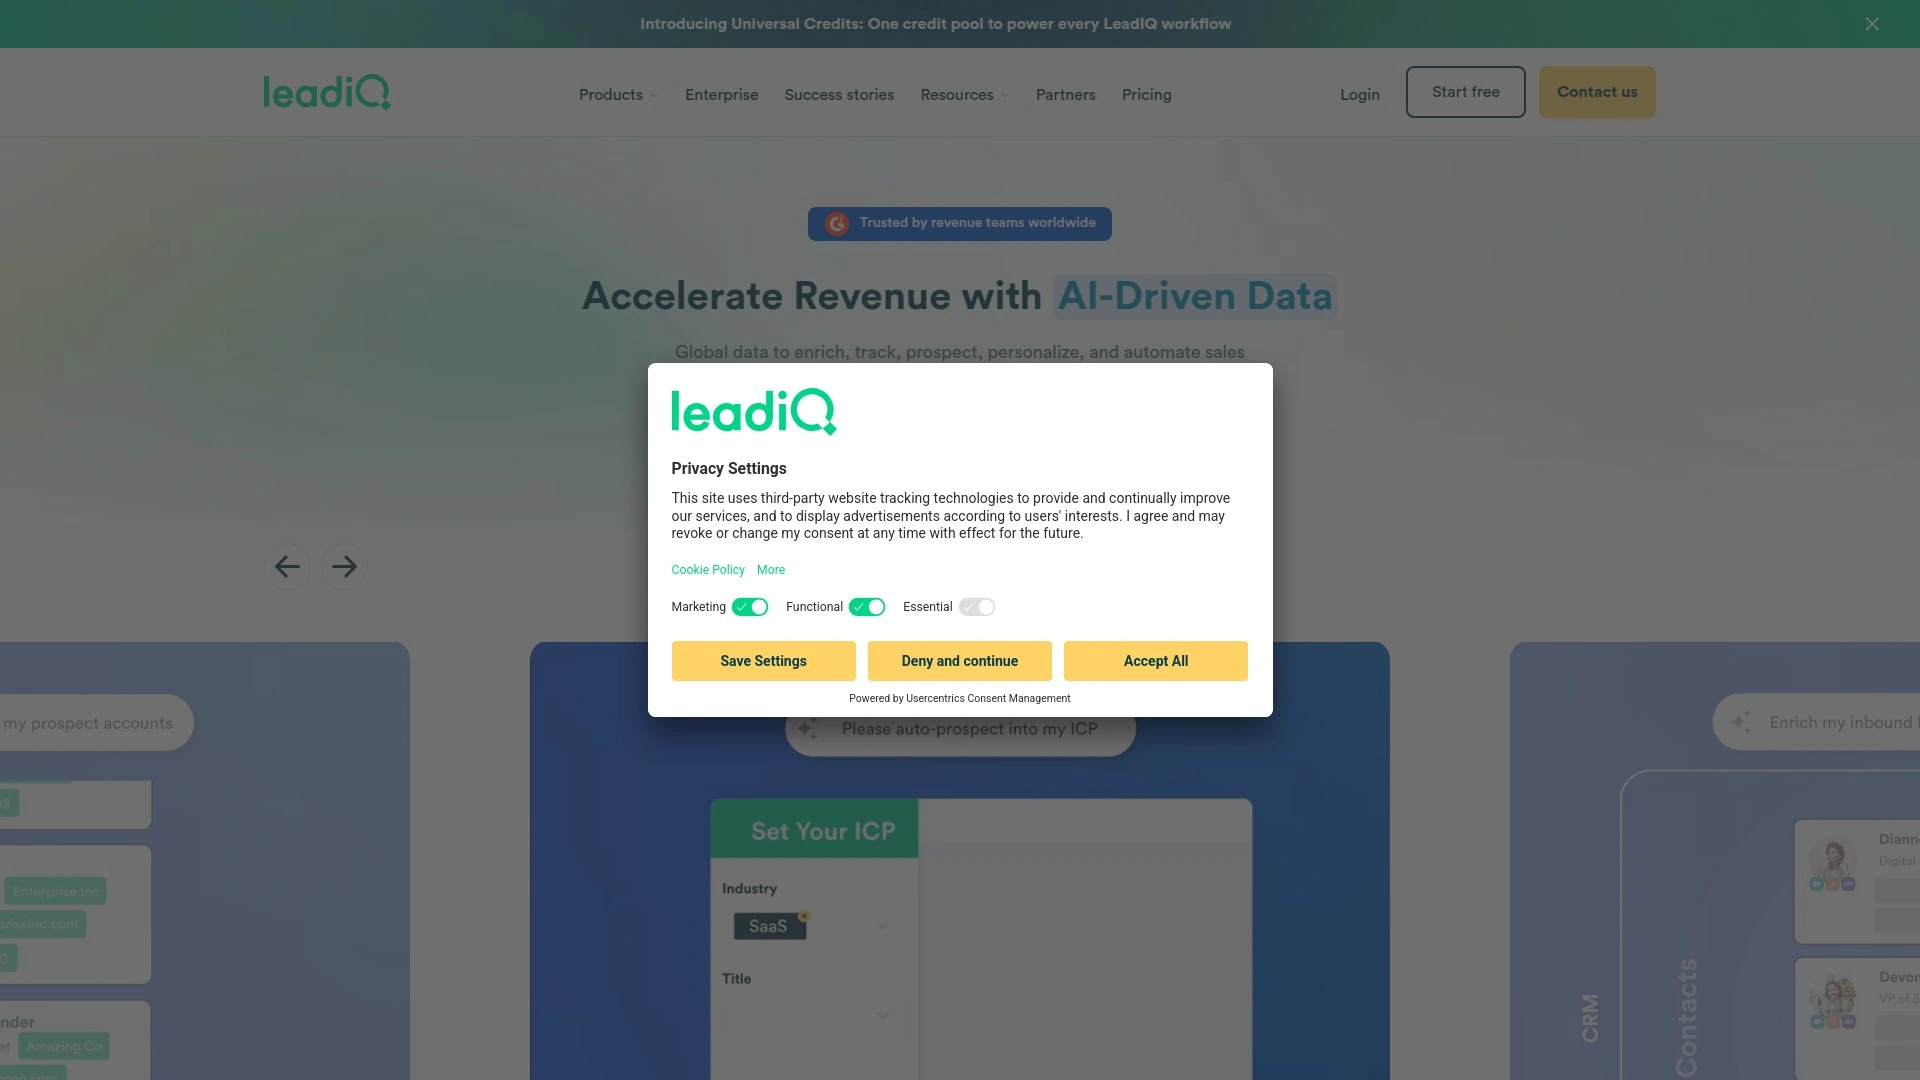 Introducing Universal Credits: One credit pool to power every LeadIQ workflow
leadiQ
Products
Enterprise
Success stories
Resources
Partners
Pricing
Login
Start free
Contact us
Trusted by revenue teams worldwide
Accelerate Revenue with AI-Driven Data
Global data to enrich, track, prospect, personalize, and automate sales
leadiQ
Privacy Settings
This site uses third-party website tracking technologies to provide and continually improve
our services, and to display advertisements according to users' interests. I agree and may
revoke or change my consent at any time with effect for the future.
Cookie Policy More
Marketing
Functional
Essential
Save Settings
Deny and continue
Accept All
Powered by Usercentrics Consent Management
my prospect accounts
Enterprise Inc
Amazing Co
Please auto-prospect into my ICP
Set Your ICP
Industry
SaaS
Title
Enrich my inbound
CRM
Contacts
Digital
VP of S